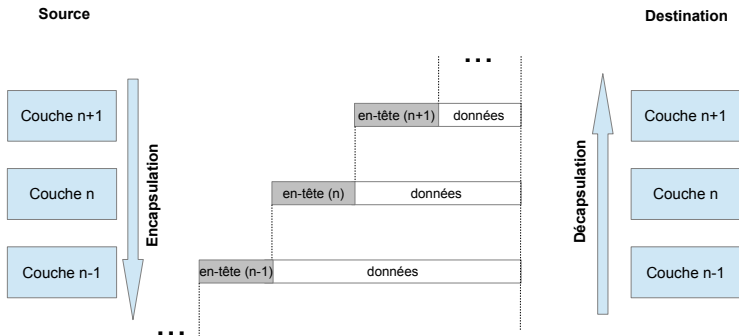 Source
Destination
...
Couche n+1
en-tête (n+1)
données
Couche n+1
Encapsulation
Décapsulation
Couche n
en-tête (n)
données
Couche n
Couche n-1
en-tête (n-1)
données
Couche n-1
...